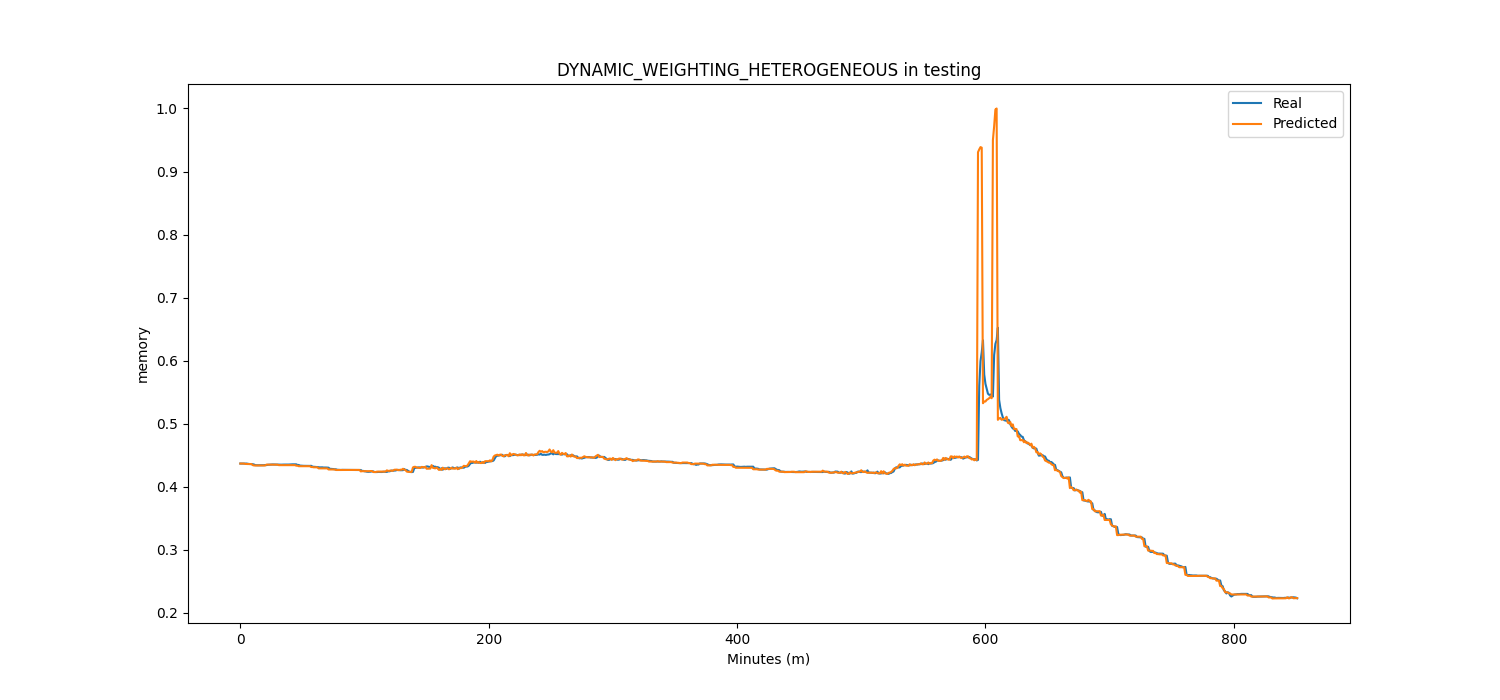 DYNAMIC_WEIGHTING_HETEROGENEOUS in testing
Real
Predicted
memory
1.0
0.9
0.8
0.7
0.6
0.5
0.4
0.3
0.2
0
200
400
600
800
Minutes (m)